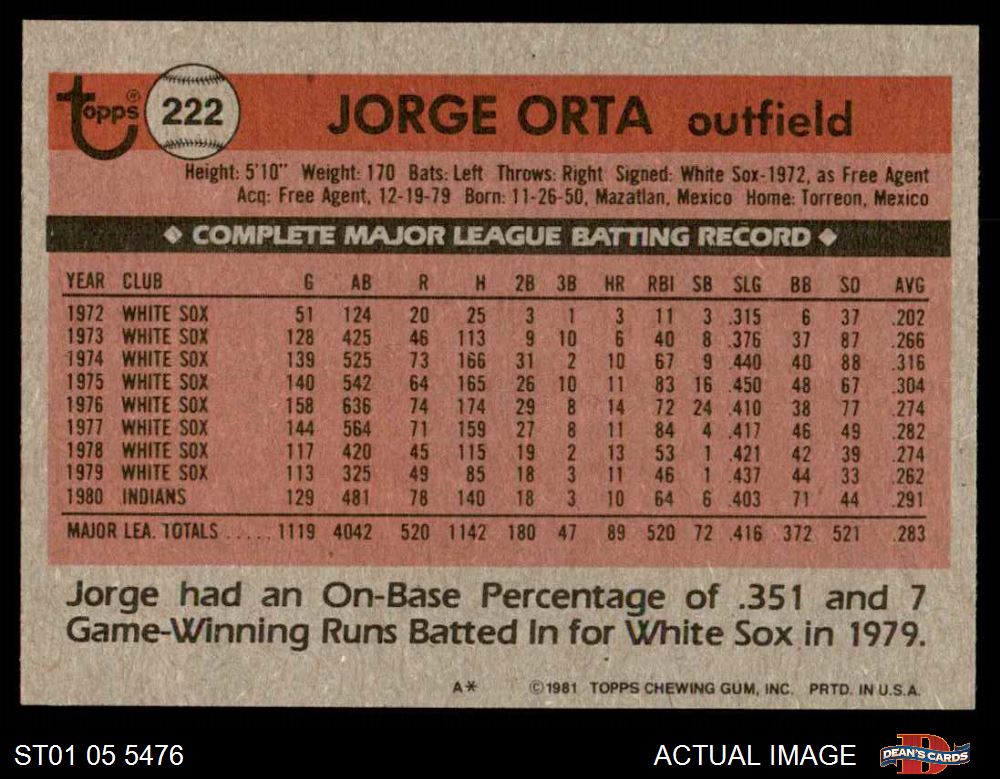 Topps® 222 JORGE ORTA outfield
Height: 5'10" Weight: 170 Bats: Left Throws: Right Signed: White Sox-1972, as Free Agent
Acq: Free Agent, 12-19-79 Born: 11-26-50, Mazatlan, Mexico Home: Torreon, Mexico
◆ COMPLETE MAJOR LEAGUE BATTING RECORD ◆
YEAR CLUB G AB R H 2B 3B HR RBI SB SLG BB SO AVG
1972 WHITE SOX 51 124 20 25 3 1 3 11 3 .315 6 37 .202
1973 WHITE SOX 128 425 46 113 9 10 6 40 8 .376 37 87 .266
1974 WHITE SOX 139 525 73 166 31 2 10 67 9 .440 40 88 .316
1975 WHITE SOX 140 542 64 165 26 10 11 83 16 .450 48 67 .304
1976 WHITE SOX 158 636 74 174 29 8 14 72 24 .410 38 77 .274
1977 WHITE SOX 144 564 71 159 27 8 11 84 4 .417 46 49 .282
1978 WHITE SOX 117 420 45 115 19 2 13 53 1 .421 42 39 .274
1979 WHITE SOX 113 325 49 85 18 3 11 46 1 .437 44 33 .262
1980 INDIANS 129 481 78 140 18 3 10 64 6 .403 71 44 .291
MAJOR LEA. TOTALS ..... 1119 4042 520 1142 180 47 89 520 72 .416 372 521 .283
Jorge had an On-Base Percentage of .351 and 7
Game-Winning Runs Batted In for White Sox in 1979.
A* ©1981 TOPPS CHEWING GUM, INC. PRTD. IN U.S.A.
ST01 05 5476 ACTUAL IMAGE D DEAN'S CARDS